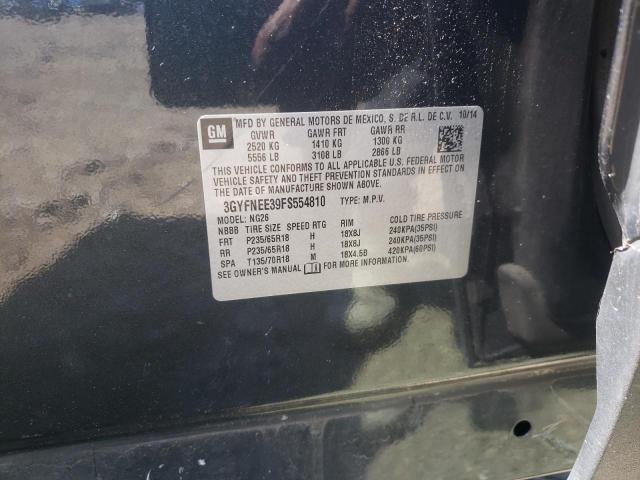 GM
MFD BY GENERAL MOTORS DE MEXICO, S. DE R.L. DE C.V. 10/14
GVWR GAWR FRT GAWR RR
2520 KG 1410 KG 1300 KG
5556 LB 3108 LB 2866 LB
THIS VEHICLE CONFORMS TO ALL APPLICABLE U.S. FEDERAL MOTOR
VEHICLE SAFETY, BUMPER, AND THEFT PREVENTION STANDARDS IN EFFECT ON
THE DATE OF MANUFACTURE SHOWN ABOVE.
3GYFNEE39FS554810 TYPE: M.P.V.
MODEL: NG26
NBBB TIRE SIZE SPEED RTG RIM COLD TIRE PRESSURE
FRT P235/65R18 H 18X8J 240KPA(35PSI)
RR P235/65R18 H 18X8J 240KPA(35PSI)
SPA T135/70R18 M 18X4.5B 420KPA(60PSI)
SEE OWNER'S MANUAL FOR MORE INFORMATION.